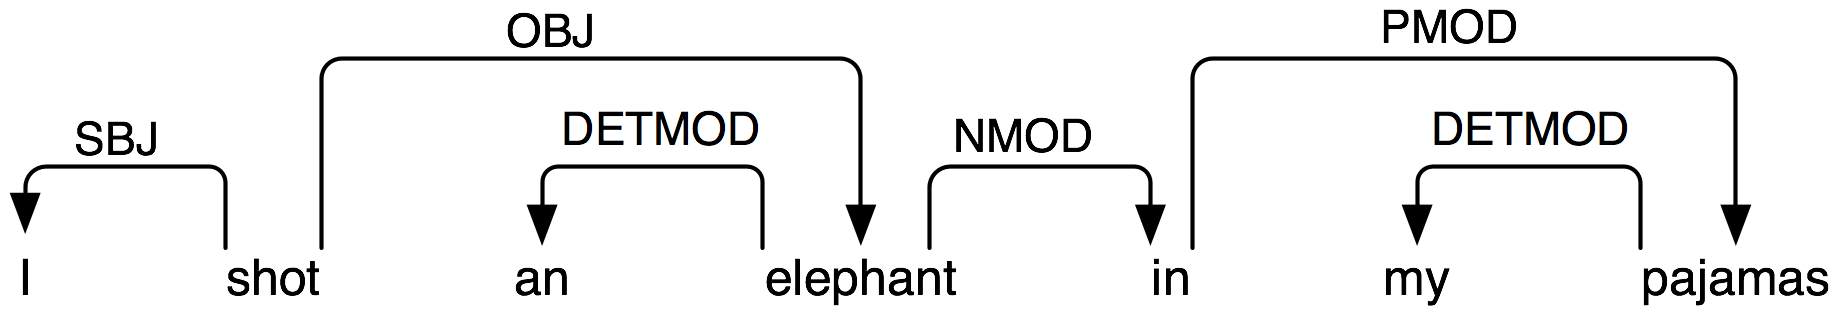 OBJ PMOD
SBJ DETMOD NMOD DETMOD
I shot an elephant in my pajamas